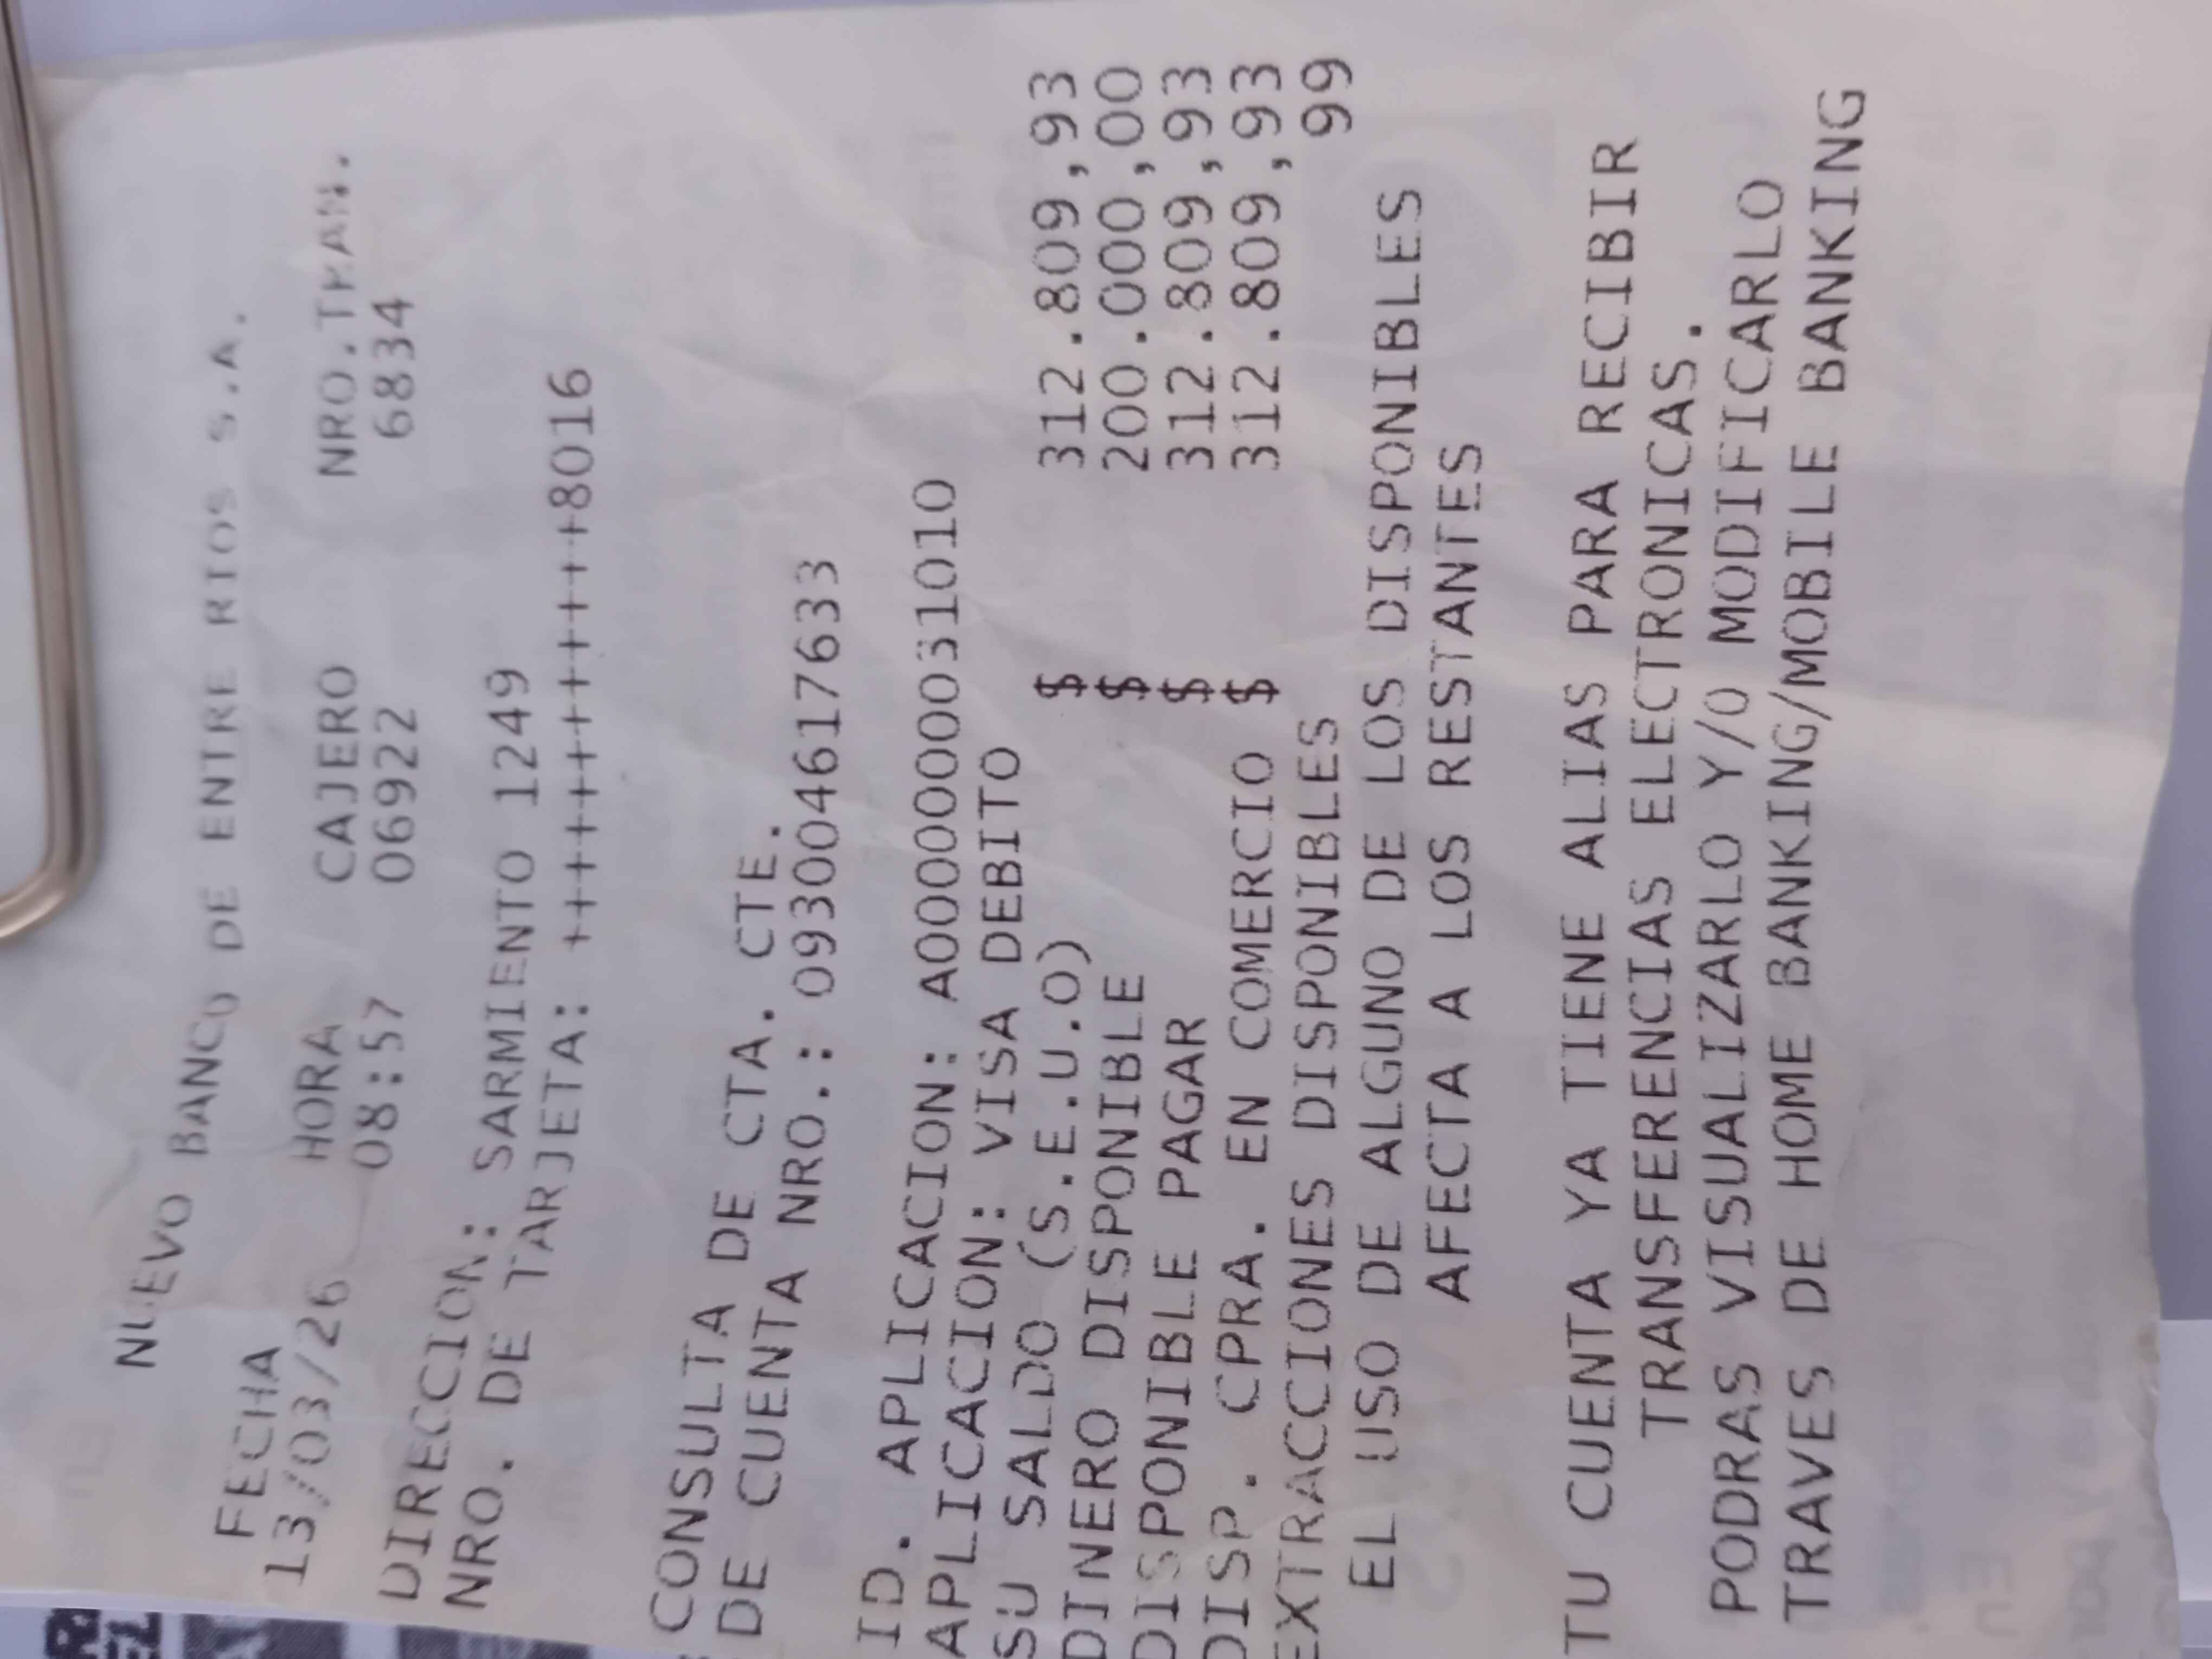 NUEVO BANCO DE ENTRE RIOS S.A.
FECHA HORA CAJERO NRO.TRAN.
13/03/26 08:57 06922 6834
DIRECCION: SARMIENTO 1249
NRO. DE TARJETA: ++++++++++++8016
CONSULTA DE CTA. CTE.
DE CUENTA NRO.: 093004617633
ID. APLICACION: A0000000031010
APLICACION: VISA DEBITO
SU SALDO (S.E.U.O) $ 312.809,93
DINERO DISPONIBLE $ 200.000,00
DISPONIBLE PAGAR $ 312.809,93
DISP. CPRA. EN COMERCIO $ 312.809,93
EXTRACCIONES DISPONIBLES 99
EL USO DE ALGUNO DE LOS DISPONIBLES
AFECTA A LOS RESTANTES
TU CUENTA YA TIENE ALIAS PARA RECIBIR
TRANSFERENCIAS ELECTRONICAS.
PODRAS VISUALIZARLO Y/O MODIFICARLO
TRAVES DE HOME BANKING/MOBILE BANKING